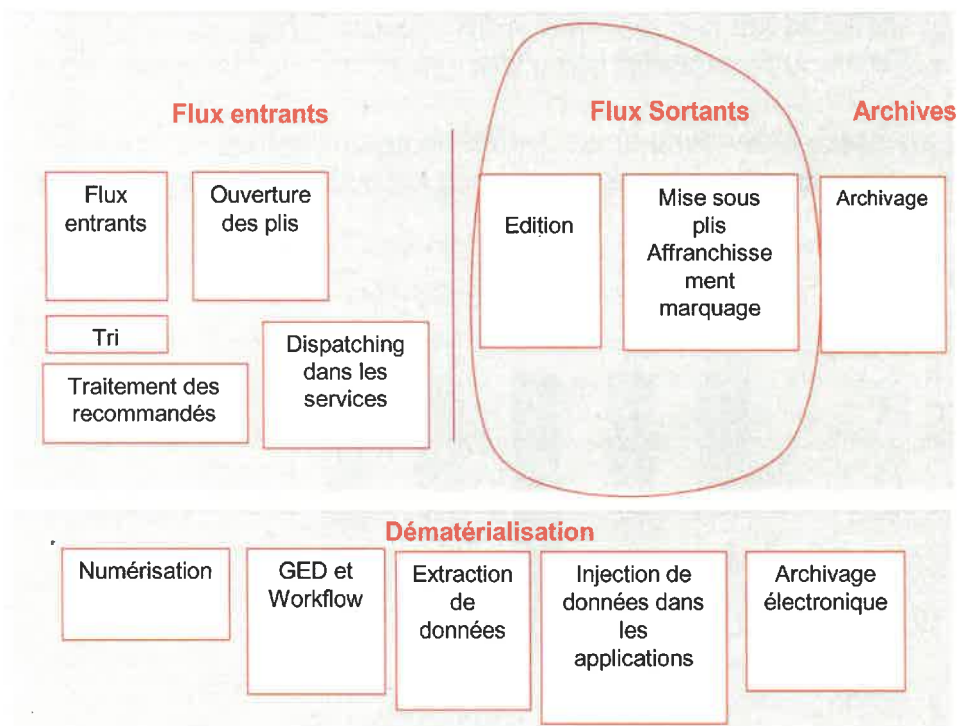 Flux entrants
Flux Sortants
Archives
Flux
entrants
Ouverture
des plis
Edition
Mise sous
plis
Affranchisse
ment
marquage
Archivage
Tri
Traitement des
recommandés
Dispatching
dans les
services
Dématérialisation
Numérisation
GED et
Workflow
Extraction
de
données
Injection de
données dans
les
applications
Archivage
électronique